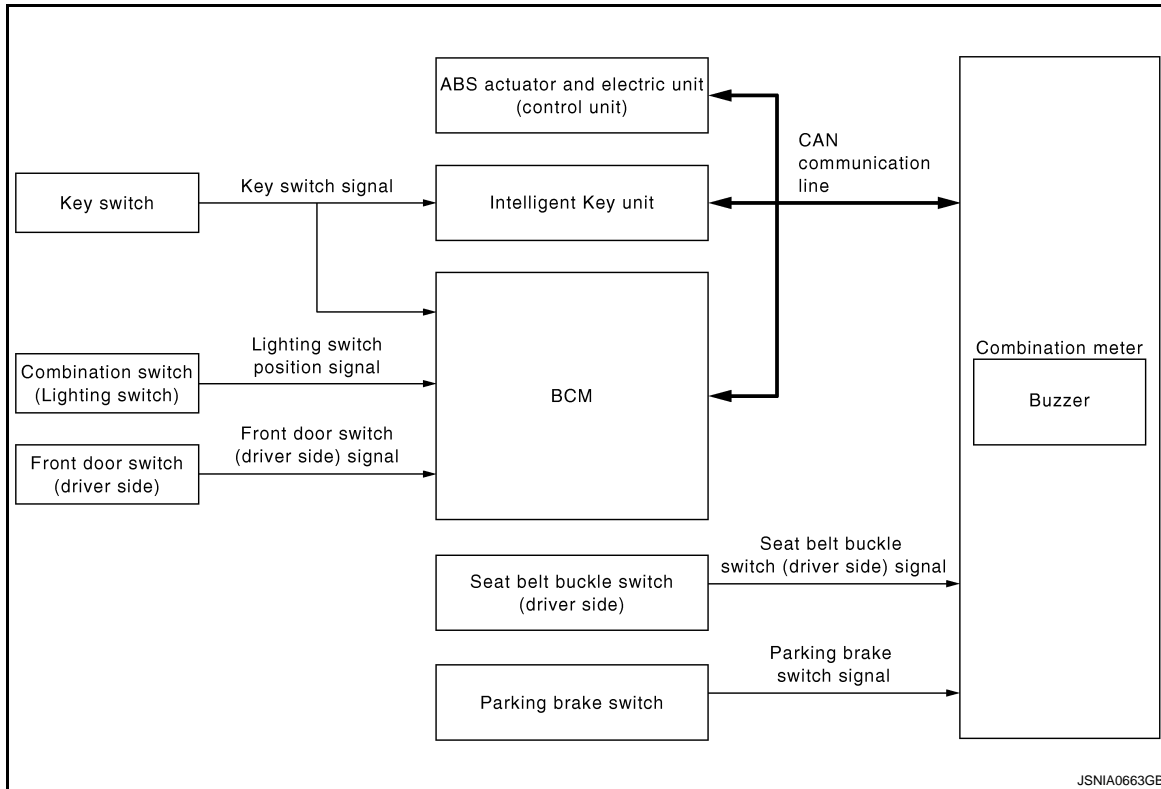 ABS actuator and electric unit
(control unit)
CAN
communication
line
Key switch
Key switch signal
Intelligent Key unit
Combination switch
(Lighting switch)
Lighting switch
position signal
BCM
Combination meter
Buzzer
Front door switch
(driver side)
Front door switch
(driver side) signal
Seat belt buckle switch
(driver side)
Seat belt buckle
switch (driver side) signal
Parking brake switch
Parking brake
switch signal
JSNIA0663GB